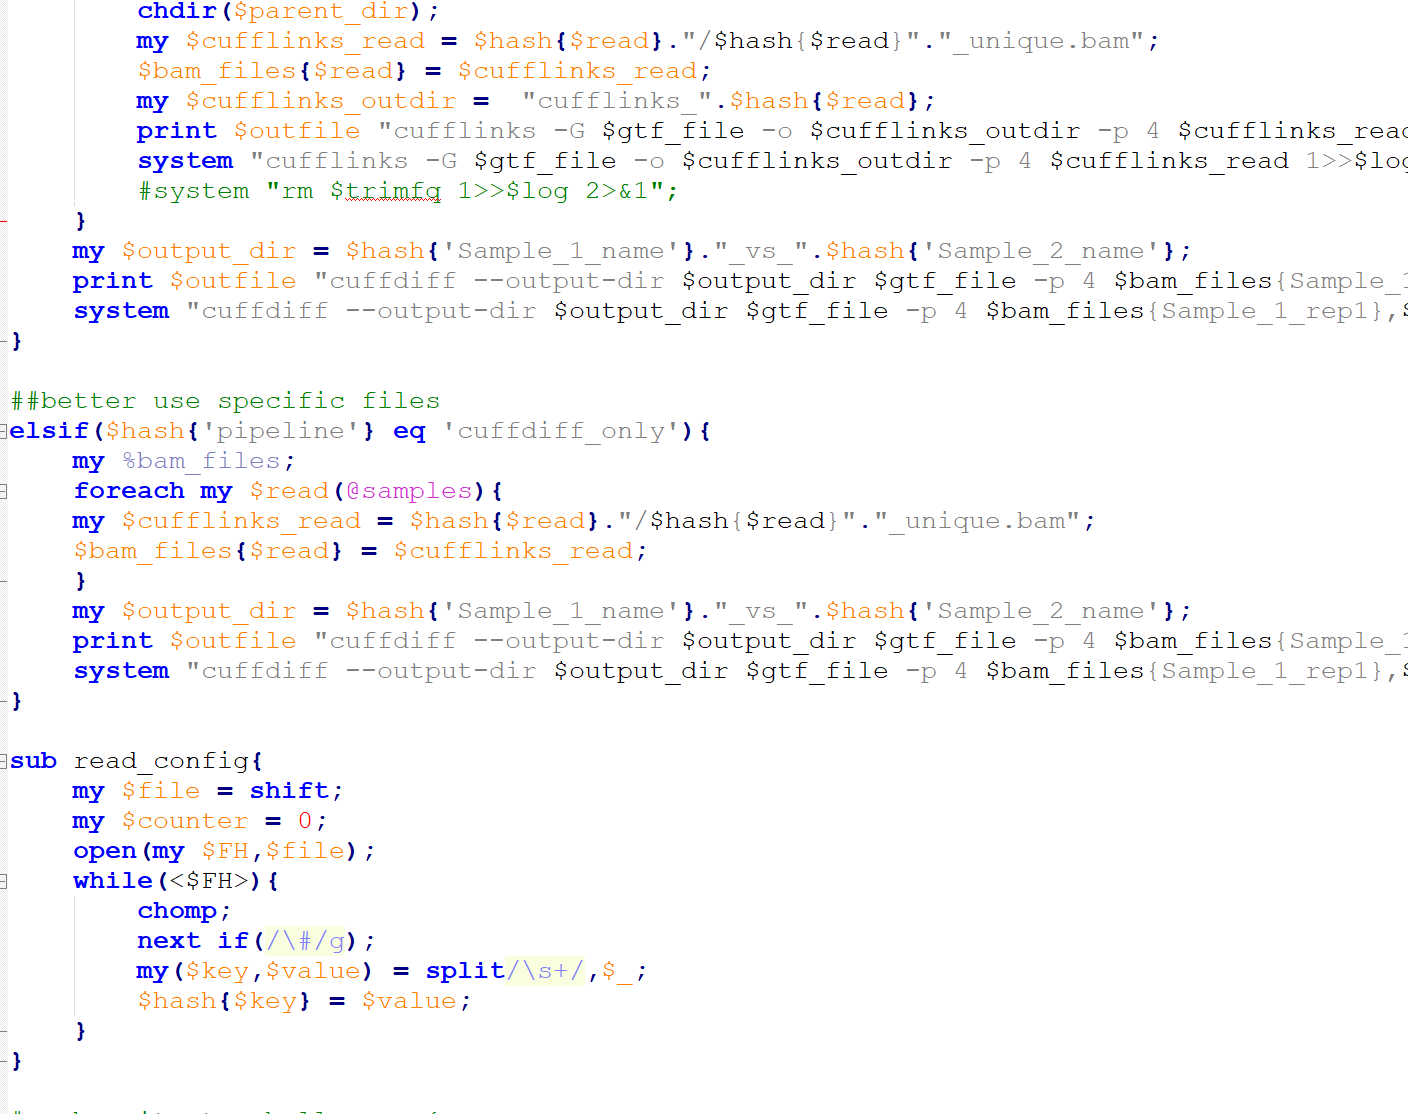 chdir($parent_dir);
my $cufflinks_read = $hash{$read}."/$hash{$read}"."_unique.bam";
$bam_files{$read} = $cufflinks_read;
my $cufflinks_outdir =  "cufflinks_".$hash{$read};
print $outfile "cufflinks -G $gtf_file -o $cufflinks_outdir -p 4 $cufflinks_read
system "cufflinks -G $gtf_file -o $cufflinks_outdir -p 4 $cufflinks_read 1>>$log
#system "rm $trimfq 1>>$log 2>&1";
}
my $output_dir = $hash{'Sample_1_name'}."_vs_".$hash{'Sample_2_name'};
print $outfile "cuffdiff --output-dir $output_dir $gtf_file -p 4 $bam_files{Sample_1
system "cuffdiff --output-dir $output_dir $gtf_file -p 4 $bam_files{Sample_1_rep1},$
}
##better use specific files
elsif($hash{'pipeline'} eq 'cuffdiff_only'){
my %bam_files;
foreach my $read(@samples){
my $cufflinks_read = $hash{$read}."/$hash{$read}"."_unique.bam";
$bam_files{$read} = $cufflinks_read;
}
my $output_dir = $hash{'Sample_1_name'}."_vs_".$hash{'Sample_2_name'};
print $outfile "cuffdiff --output-dir $output_dir $gtf_file -p 4 $bam_files{Sample_1
system "cuffdiff --output-dir $output_dir $gtf_file -p 4 $bam_files{Sample_1_rep1},$
}
sub read_config{
my $file = shift;
my $counter = 0;
open(my $FH,$file);
while(<$FH>){
chomp;
next if(/\#/g);
my($key,$value) = split/\s+/,$_;
$hash{$key} = $value;
}
}